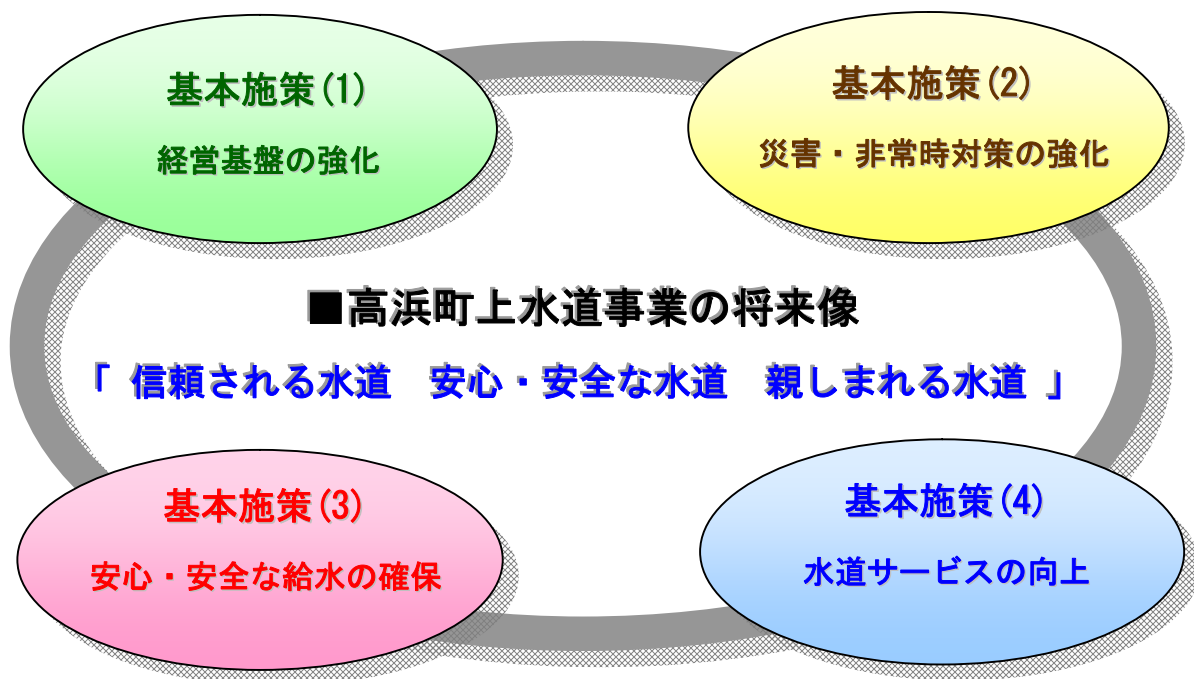 基本施策(1)
経営基盤の強化
基本施策(2)
災害・非常時対策の強化
■高浜町上水道事業の将来像
「 信頼される水道　安心・安全な水道　親しまれる水道 」
基本施策(3)
安心・安全な給水の確保
基本施策(4)
水道サービスの向上